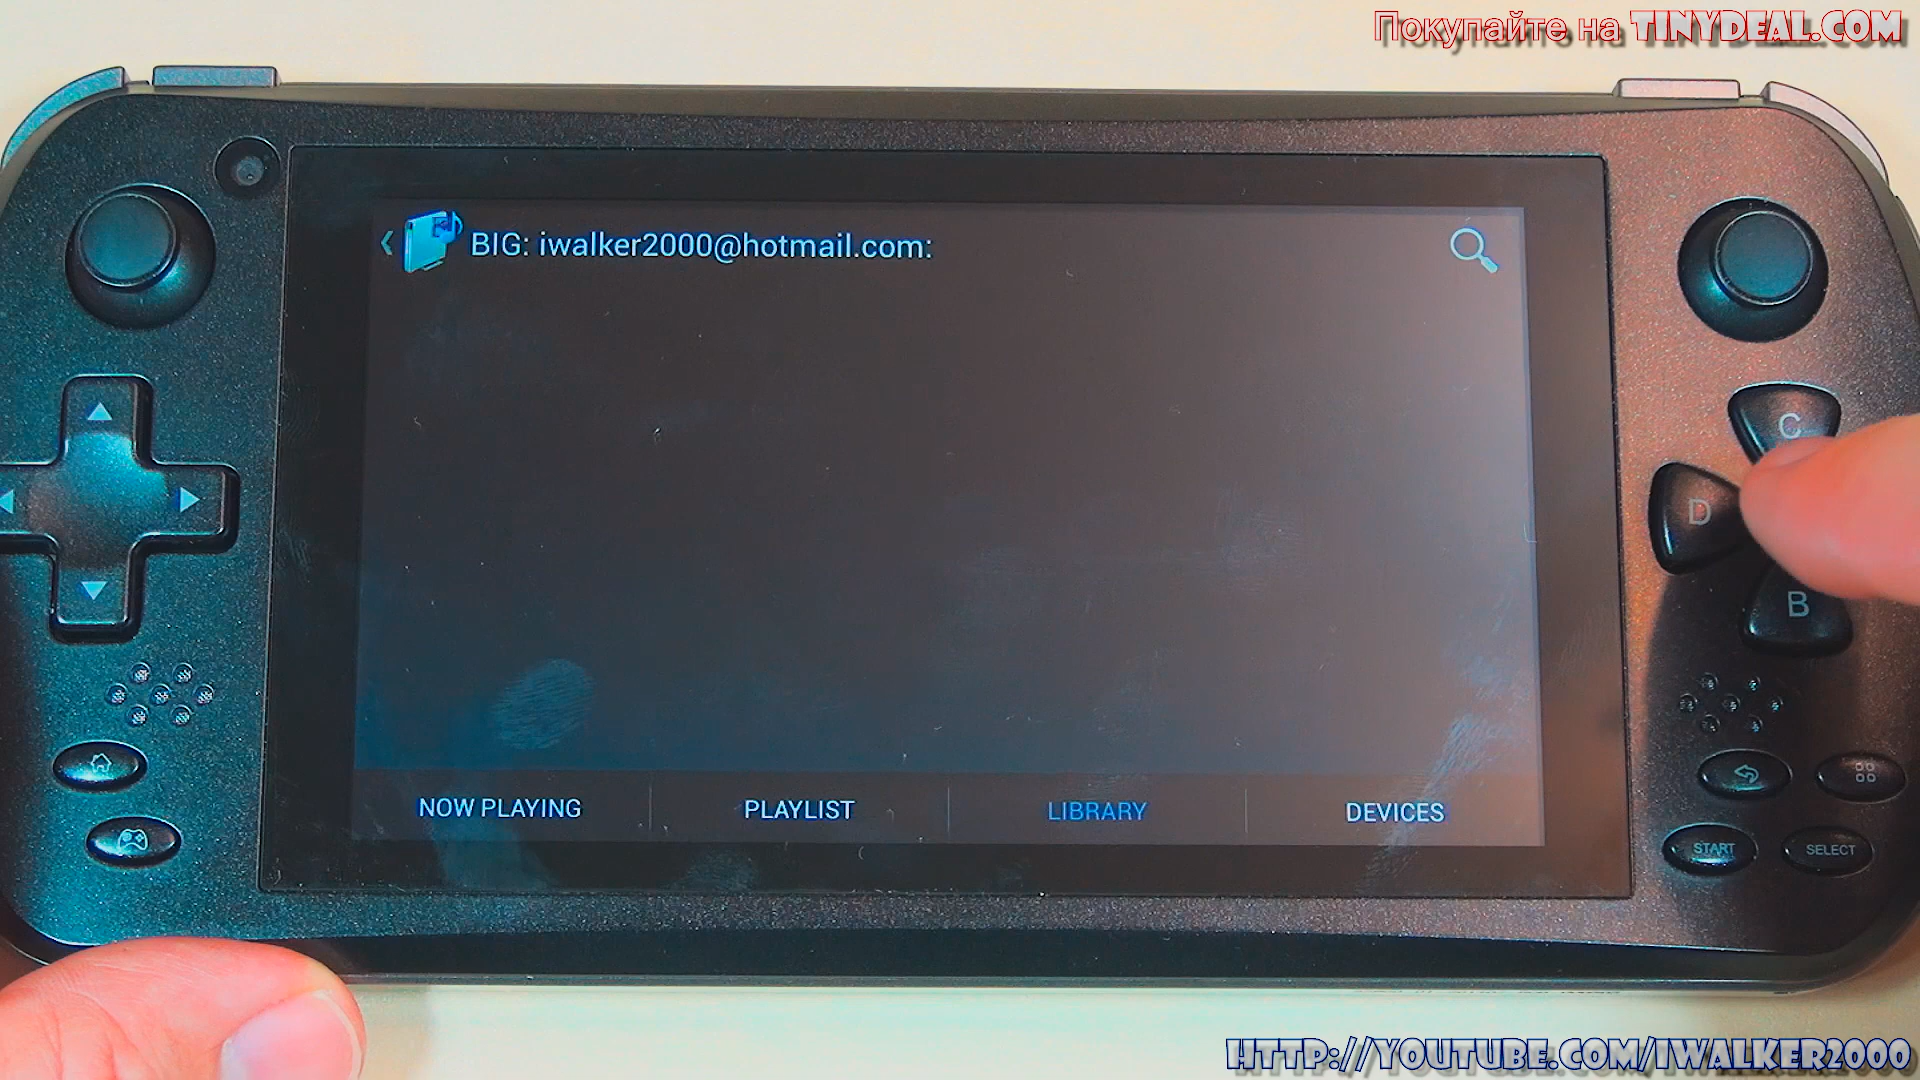 Покупайте на TINYDEAL.COM
BIG: iwalker2000@hotmail.com:
C
D
B
NOW PLAYING
PLAYLIST
LIBRARY
DEVICES
START
SELECT
HTTP://YOUTUBE.COM/IWALKER2000